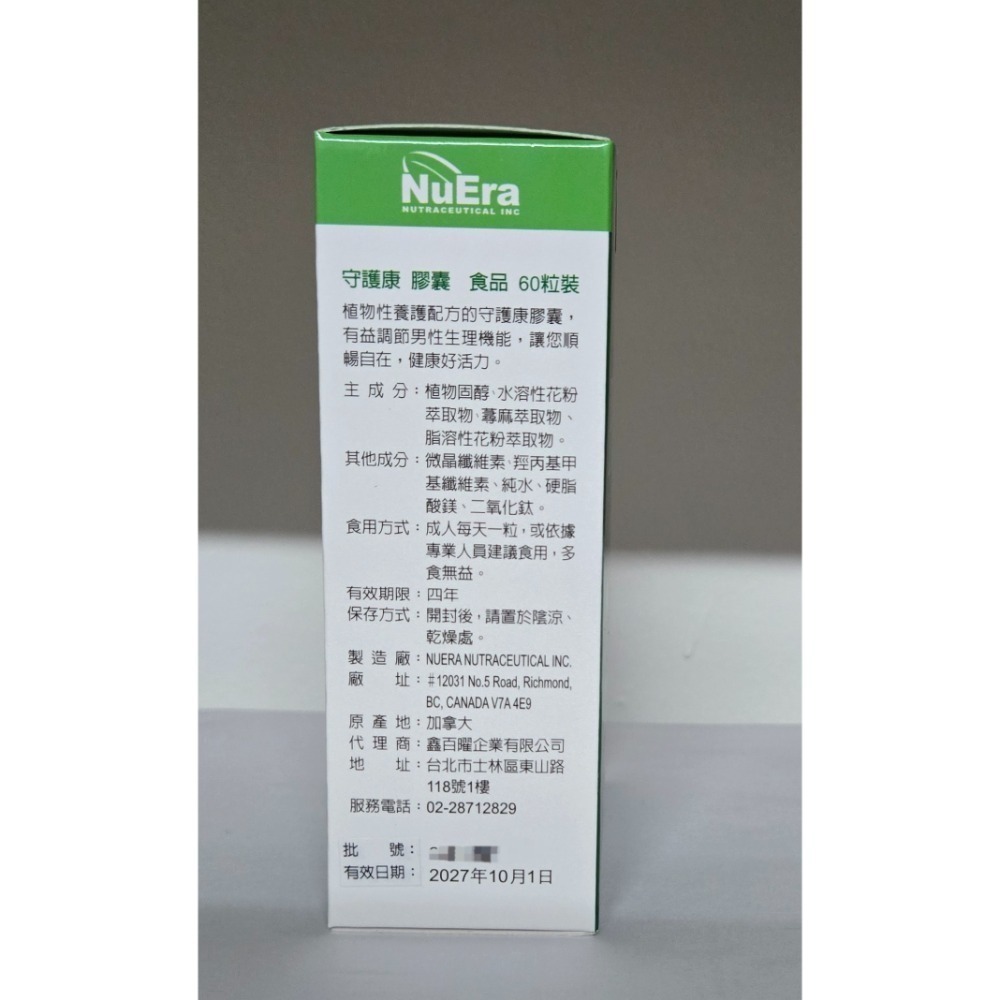 NuEra
NUTRACEUTICAL INC
守護康 膠囊 食品 60粒裝
植物性養護配方的守護康膠囊，
有益調節男性生理機能，讓您順
暢自在，健康好活力。
主成分：植物固醇、水溶性花粉
萃取物、蕁麻萃取物、
脂溶性花粉萃取物。
其他成分：微晶纖維素、羥丙基甲
基纖維素、純水、硬脂
酸鎂、二氧化鈦。
食用方式：成人每天一粒，或依據
專業人員建議食用，多
食無益。
有效期限：四年
保存方式：開封後，請置於陰涼、
乾燥處。
製造廠：NUERA NUTRACEUTICAL INC.
廠址：#12031 No.5 Road, Richmond,
BC, CANADA V7A 4E9
原產地：加拿大
代理商：鑫百曜企業有限公司
地址：台北市士林區東山路
118號1樓
服務電話：02-28712829
批號：
有效日期：2027年10月1日